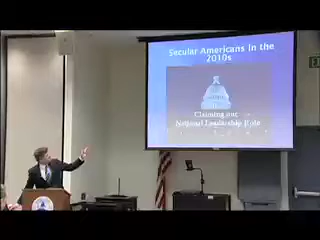 Secular Americans in the
2010s
Claiming our
National Leadership Role